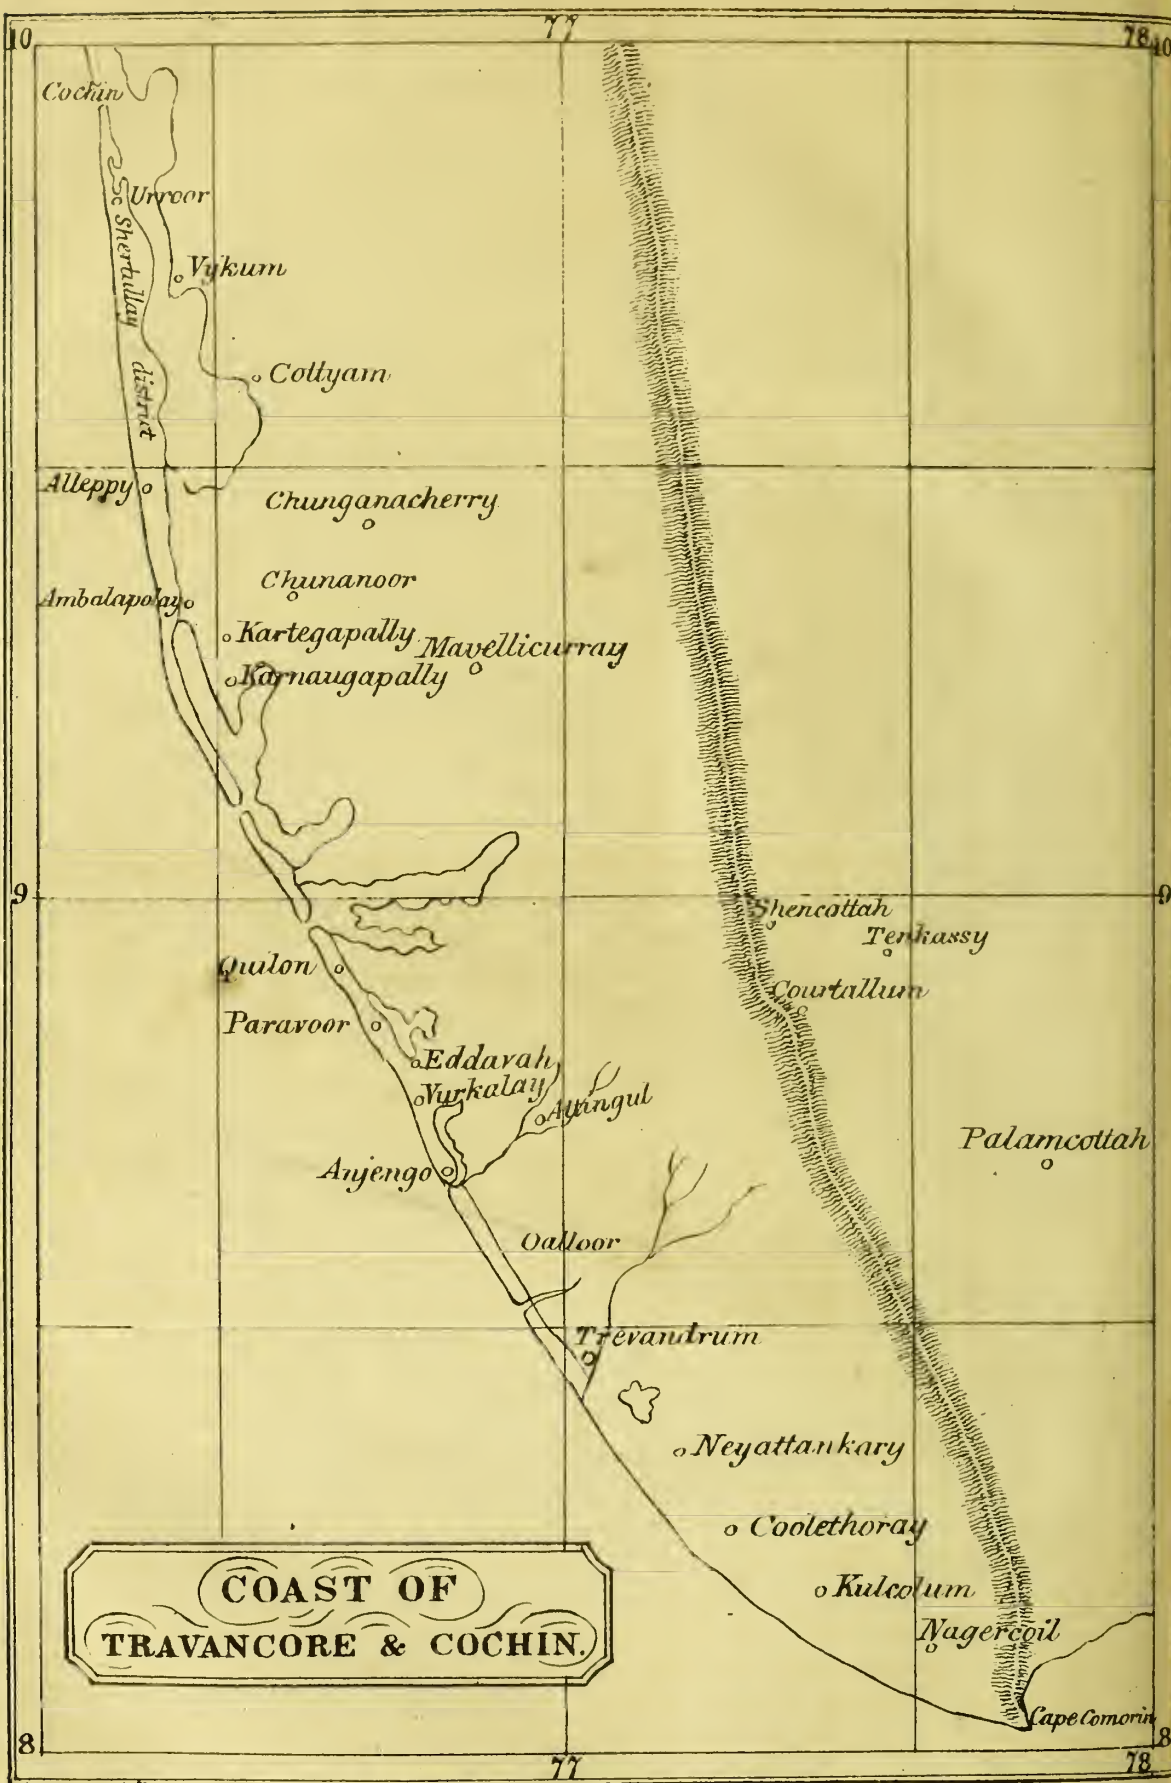 77
10
78
10
Cochin
Urroor
Shertullay district
Vykum
Cottyam
Alleppy
Chunganacherry
Chunanoor
Ambalapolay
Kartegapally
Mavellicurray
Karnaugapally
9
9
Shencottah
Tenkassy
Quilon
Courtallum
Paravoor
Eddavah
Vurkalay
Attingul
Palamcottah
Anjengo
Oalloor
Trevandrum
Neyattankary
Coolethoray
COAST OF
TRAVANCORE & COCHIN.
Kulcolum
Nagercoil
Cape Comorin
8
8
77
78